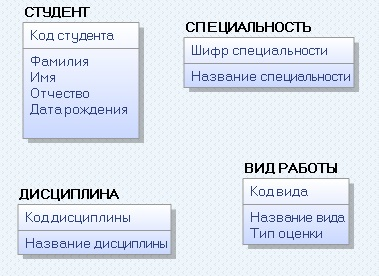 СТУДЕНТ
Код студента
Фамилия
Имя
Отчество
Дата рождения
СПЕЦИАЛЬНОСТЬ
Шифр специальности
Название специальности
ДИСЦИПЛИНА
Код дисциплины
Название дисциплины
ВИД РАБОТЫ
Код вида
Название вида
Тип оценки